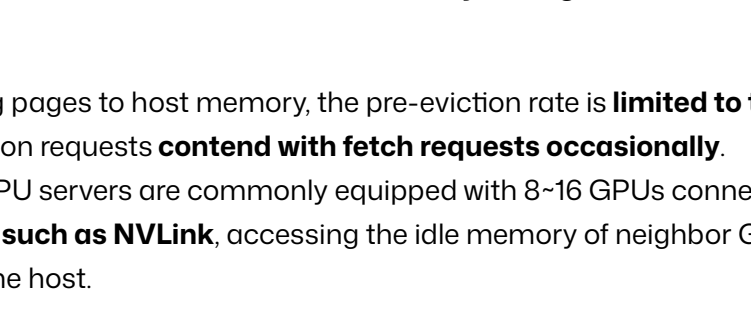 pages to host memory, the pre-eviction rate is limited to
on requests contend with fetch requests occasionally.
PU servers are commonly equipped with 8~16 GPUs conne
such as NVLink, accessing the idle memory of neighbor G
he host.